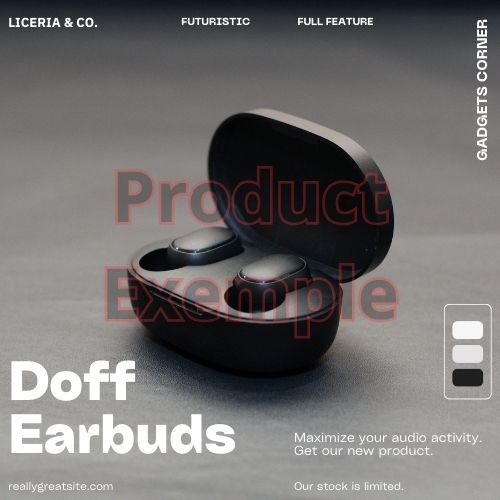 LICERIA & CO.
FUTURISTIC
FULL FEATURE
GADGETS CORNER
Product
Exemple
Doff
Earbuds
Maximize your audio activity.
Get our new product.
reallygreatsite.com
Our stock is limited.